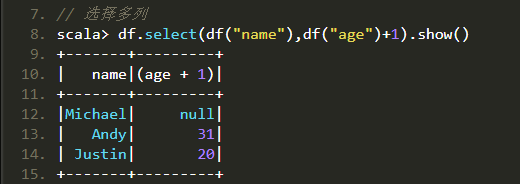 7. // 选择多列
8. scala> df.select(df("name"),df("age")+1).show()
9. +-------+---------+
10. |   name|(age + 1)|
11. +-------+---------+
12. |Michael|     null|
13. |   Andy|       31|
14. | Justin|       20|
15. +-------+---------+